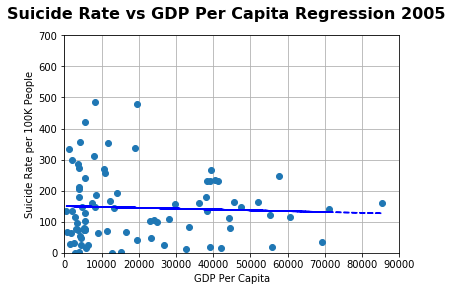 Suicide Rate vs GDP Per Capita Regression 2005
700
600
500
400
300
200
100
0
Suicide Rate per 100K People
0 10000 20000 30000 40000 50000 60000 70000 80000 90000
GDP Per Capita